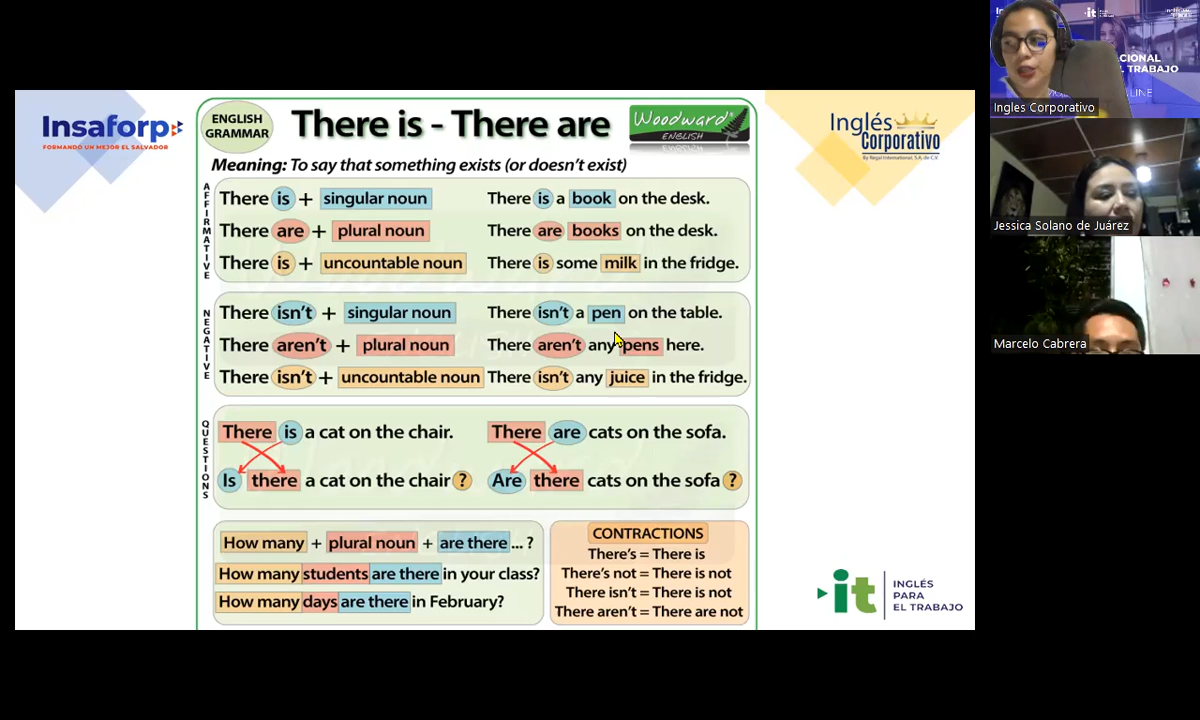 Insaforp
FORMANDO UN MEJOR EL SALVADOR
ENGLISH
GRAMMAR
There is - There are
Woodward
ENGLISH
Inglés
Corporativo
By Regal International, S.A. de C.V.
Meaning: To say that something exists (or doesn't exist)
AFFIRMATIVE
There is + singular noun There is a book on the desk.
There are + plural noun There are books on the desk.
There is + uncountable noun There is some milk in the fridge.
NEGATIVE
There isn't + singular noun There isn't a pen on the table.
There aren't + plural noun There aren't any pens here.
There isn't + uncountable noun There isn't any juice in the fridge.
QUESTIONS
There is a cat on the chair. There are cats on the sofa.
Is there a cat on the chair ? Are there cats on the sofa ?
How many + plural noun + are there ... ?
How many students are there in your class?
How many days are there in February?
CONTRACTIONS
There's = There is
There's not = There is not
There isn't = There is not
There aren't = There are not
it
INGLÉS
PARA
EL TRABAJO
it
CIONAL
L TRABAJO
LINE
Ingles Corporativo
Jessica Solano de Juárez
Marcelo Cabrera